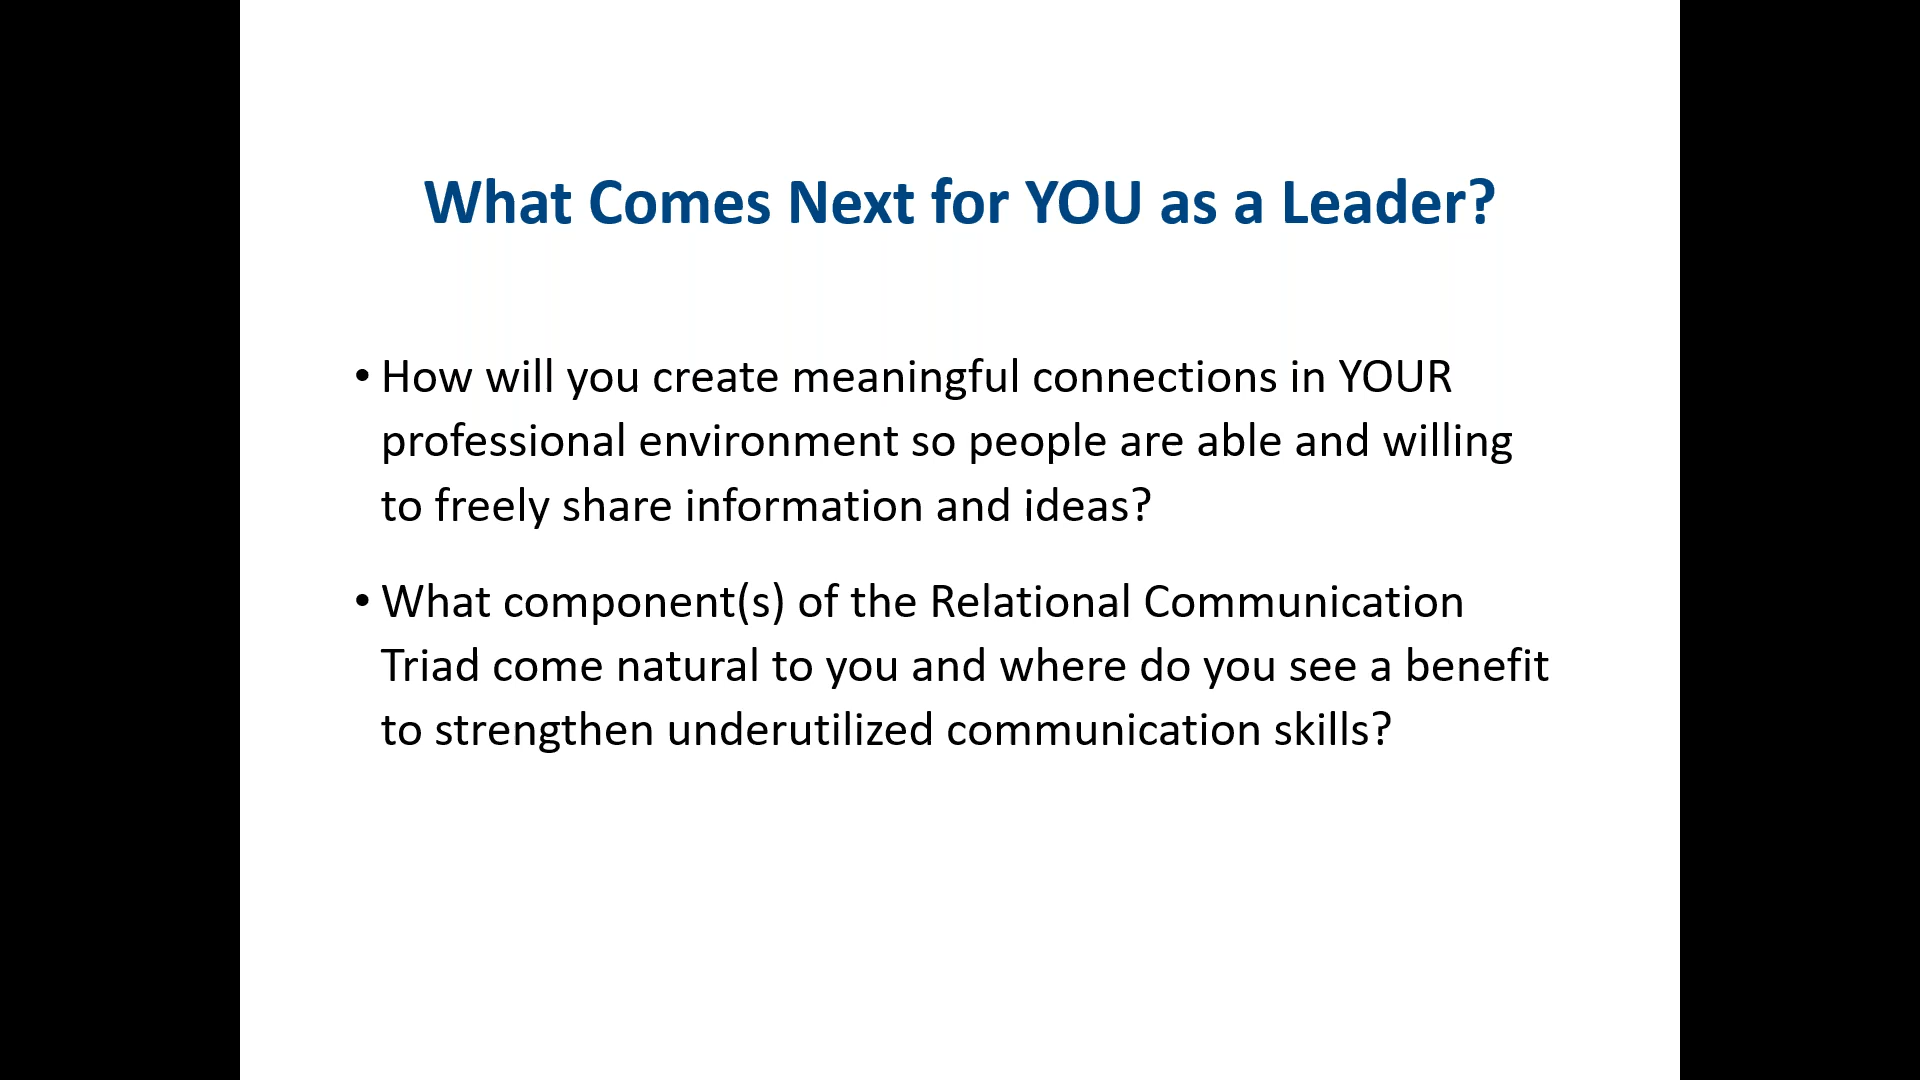 What Comes Next for YOU as a Leader?
• How will you create meaningful connections in YOUR
professional environment so people are able and willing
to freely share information and ideas?
• What component(s) of the Relational Communication
Triad come natural to you and where do you see a benefit
to strengthen underutilized communication skills?